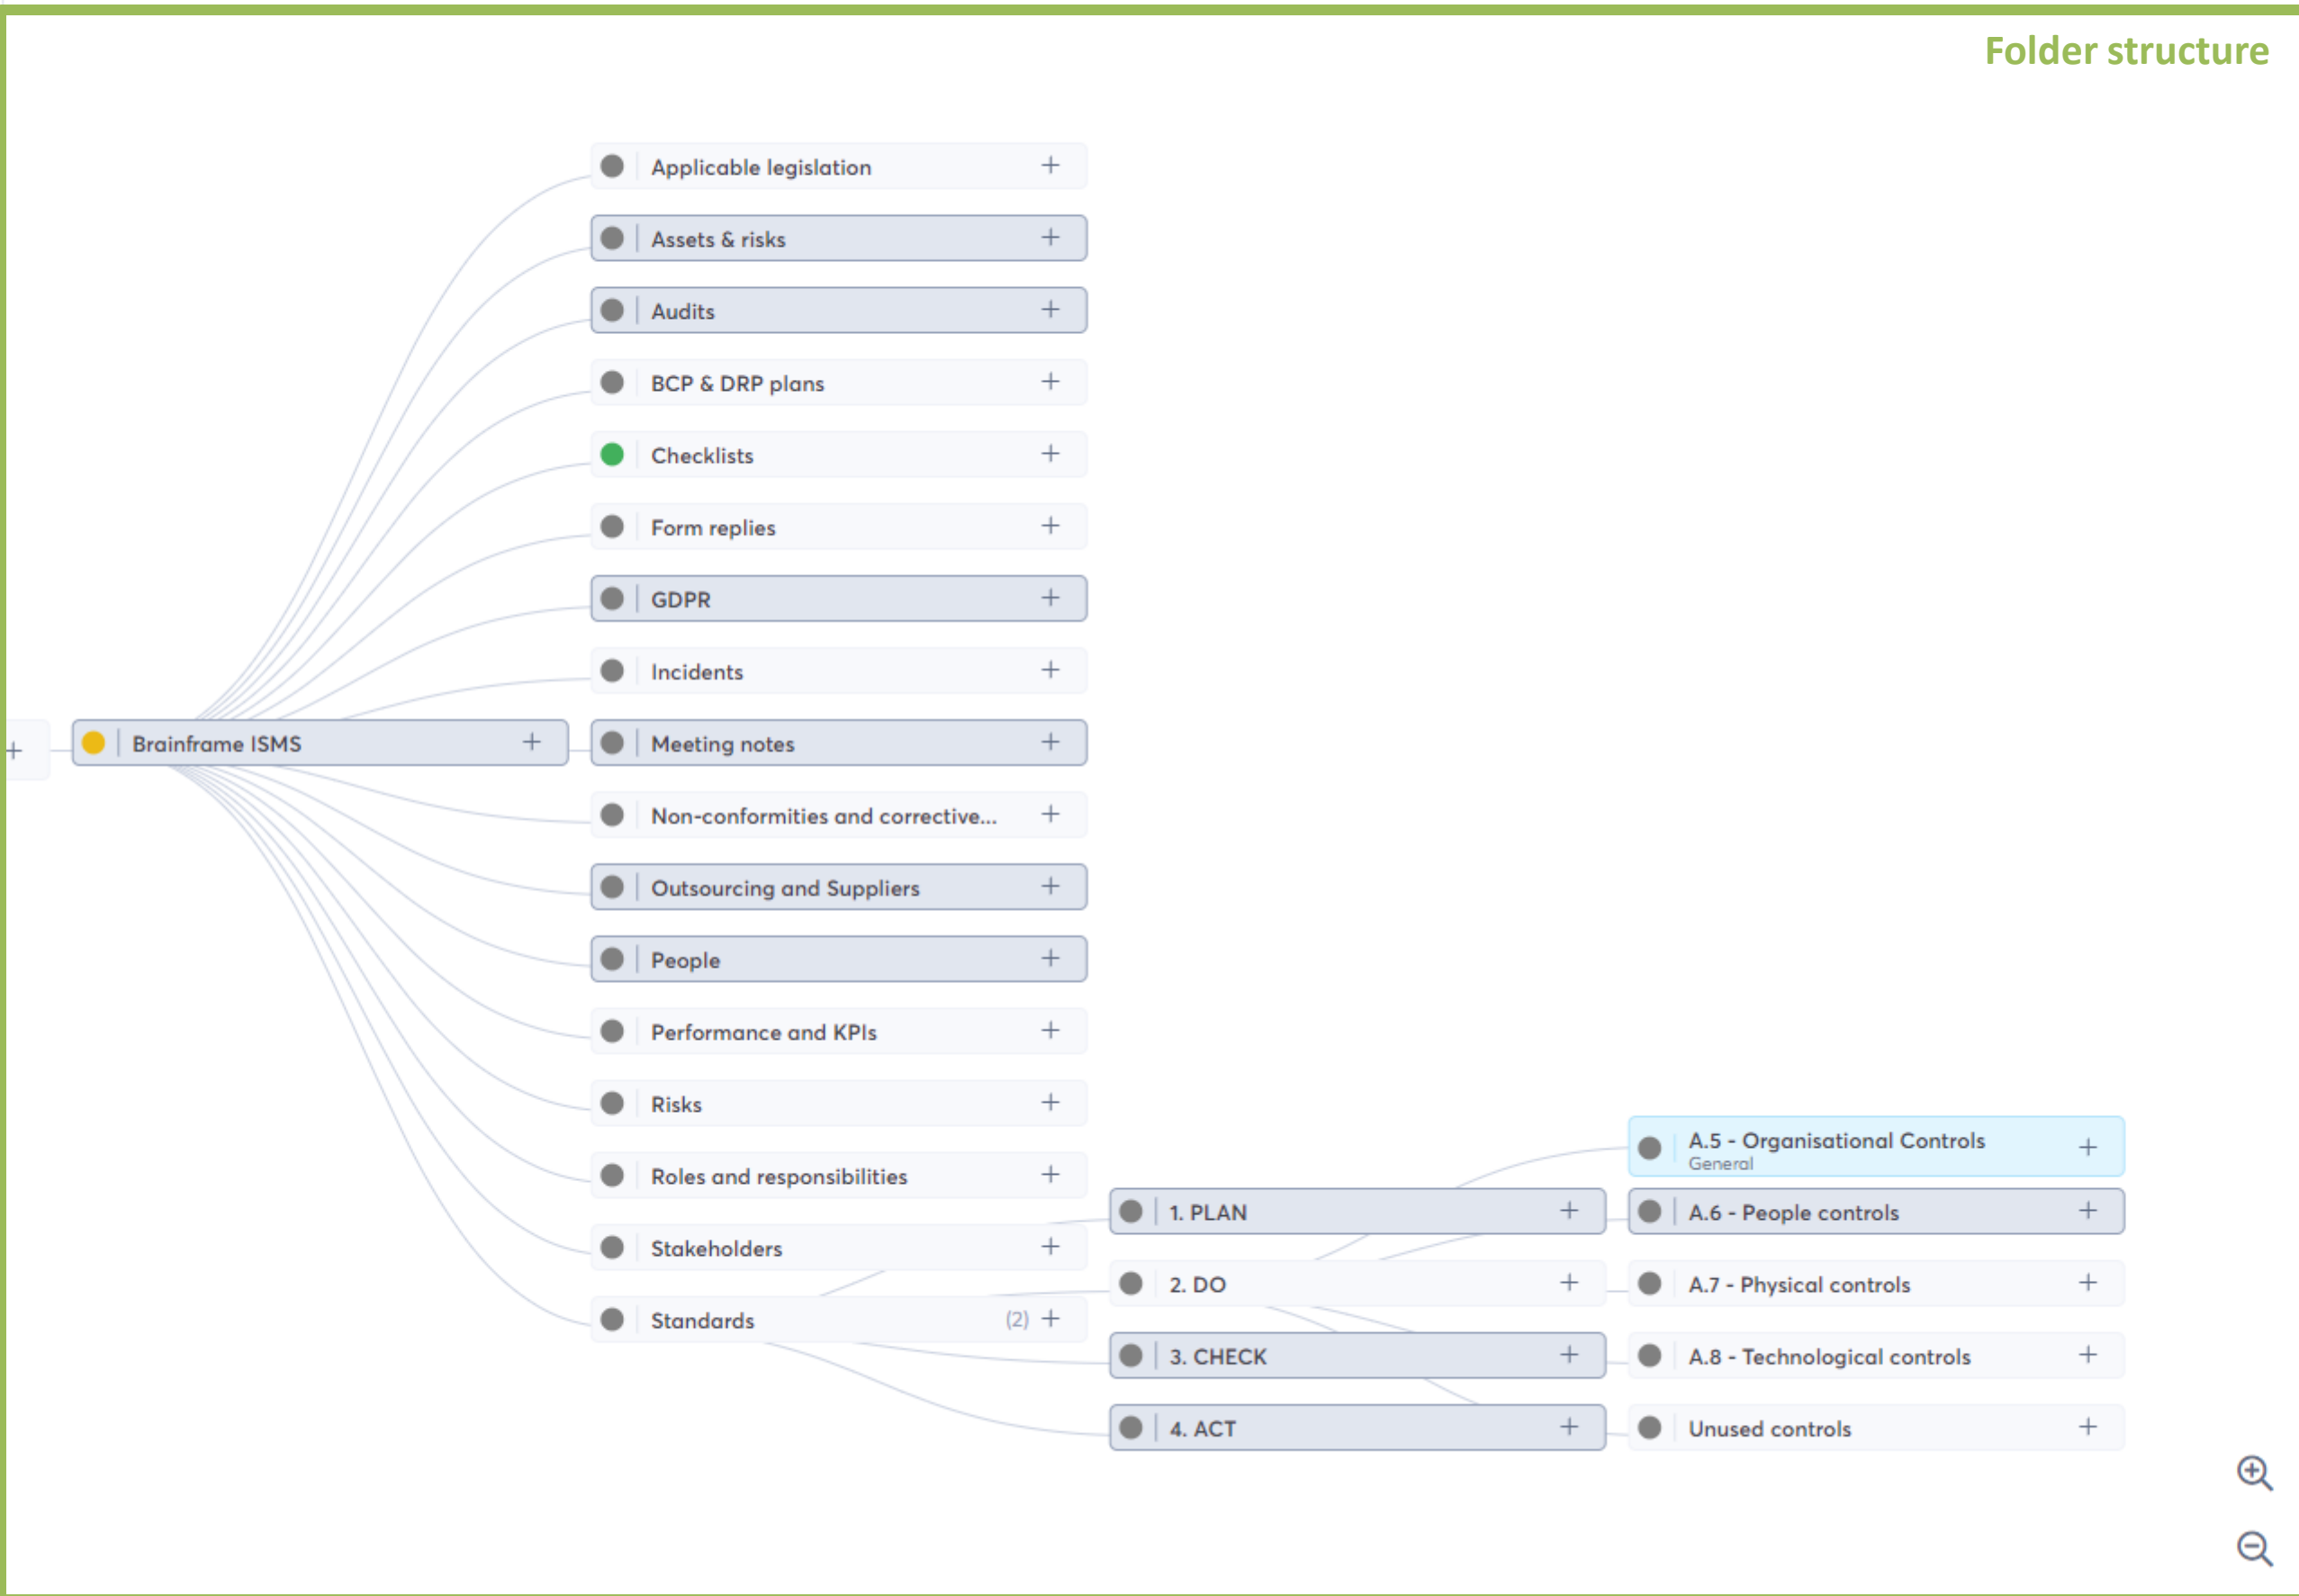 Folder structure
Applicable legislation
Assets & risks
Audits
BCP & DRP plans
Checklists
Form replies
GDPR
Incidents
Brainframe ISMS
Meeting notes
Non-conformities and corrective...
Outsourcing and Suppliers
People
Performance and KPIs
Risks
Roles and responsibilities
Stakeholders
Standards (2)
1. PLAN
2. DO
3. CHECK
4. ACT
A.5 - Organisational Controls
General
A.6 - People controls
A.7 - Physical controls
A.8 - Technological controls
Unused controls